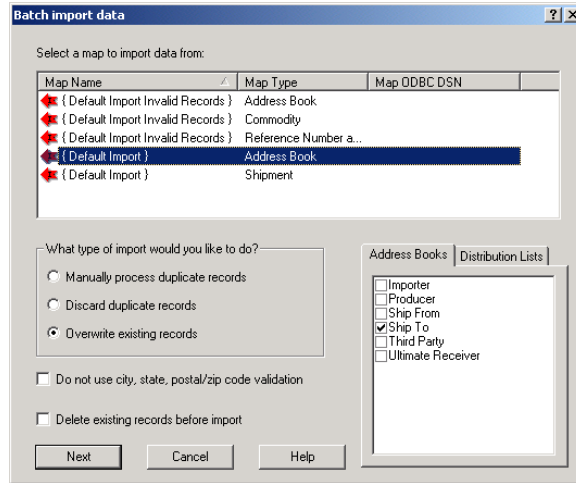 Batch import data
Select a map to import data from:
Map Name Map Type Map ODBC DSN
{ Default Import Invalid Records } Address Book
{ Default Import Invalid Records } Commodity
{ Default Import Invalid Records } Reference Number a...
{ Default Import } Address Book
{ Default Import } Shipment
What type of import would you like to do?
Manually process duplicate records
Discard duplicate records
Overwrite existing records
Do not use city, state, postal/zip code validation
Delete existing records before import
Address Books Distribution Lists
Importer
Producer
Ship From
Ship To
Third Party
Ultimate Receiver
Next Cancel Help